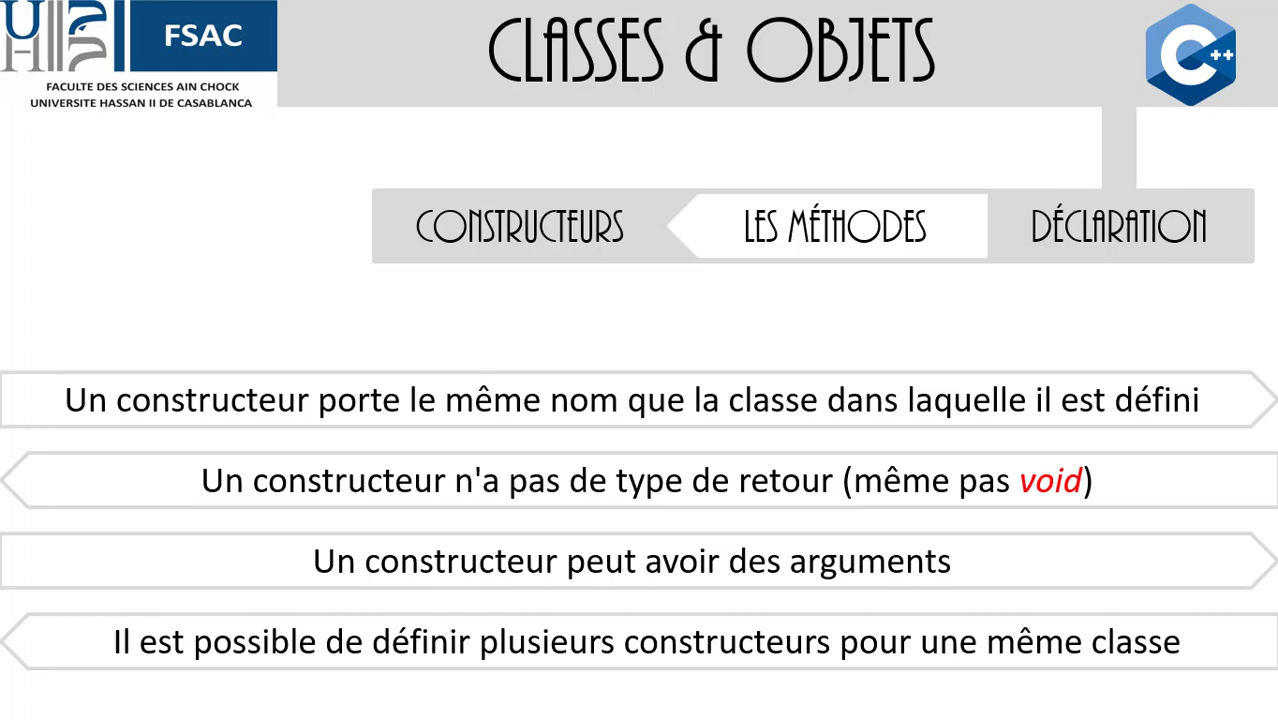 UH2C
FSAC
FACULTE DES SCIENCES AIN CHOCK
UNIVERSITE HASSAN II DE CASABLANCA
CLASSES & OBJETS
C++
CONSTRUCTEURS
LES MÉTHODES
DÉCLARATION
Un constructeur porte le même nom que la classe dans laquelle il est défini
Un constructeur n'a pas de type de retour (même pas void)
Un constructeur peut avoir des arguments
Il est possible de définir plusieurs constructeurs pour une même classe